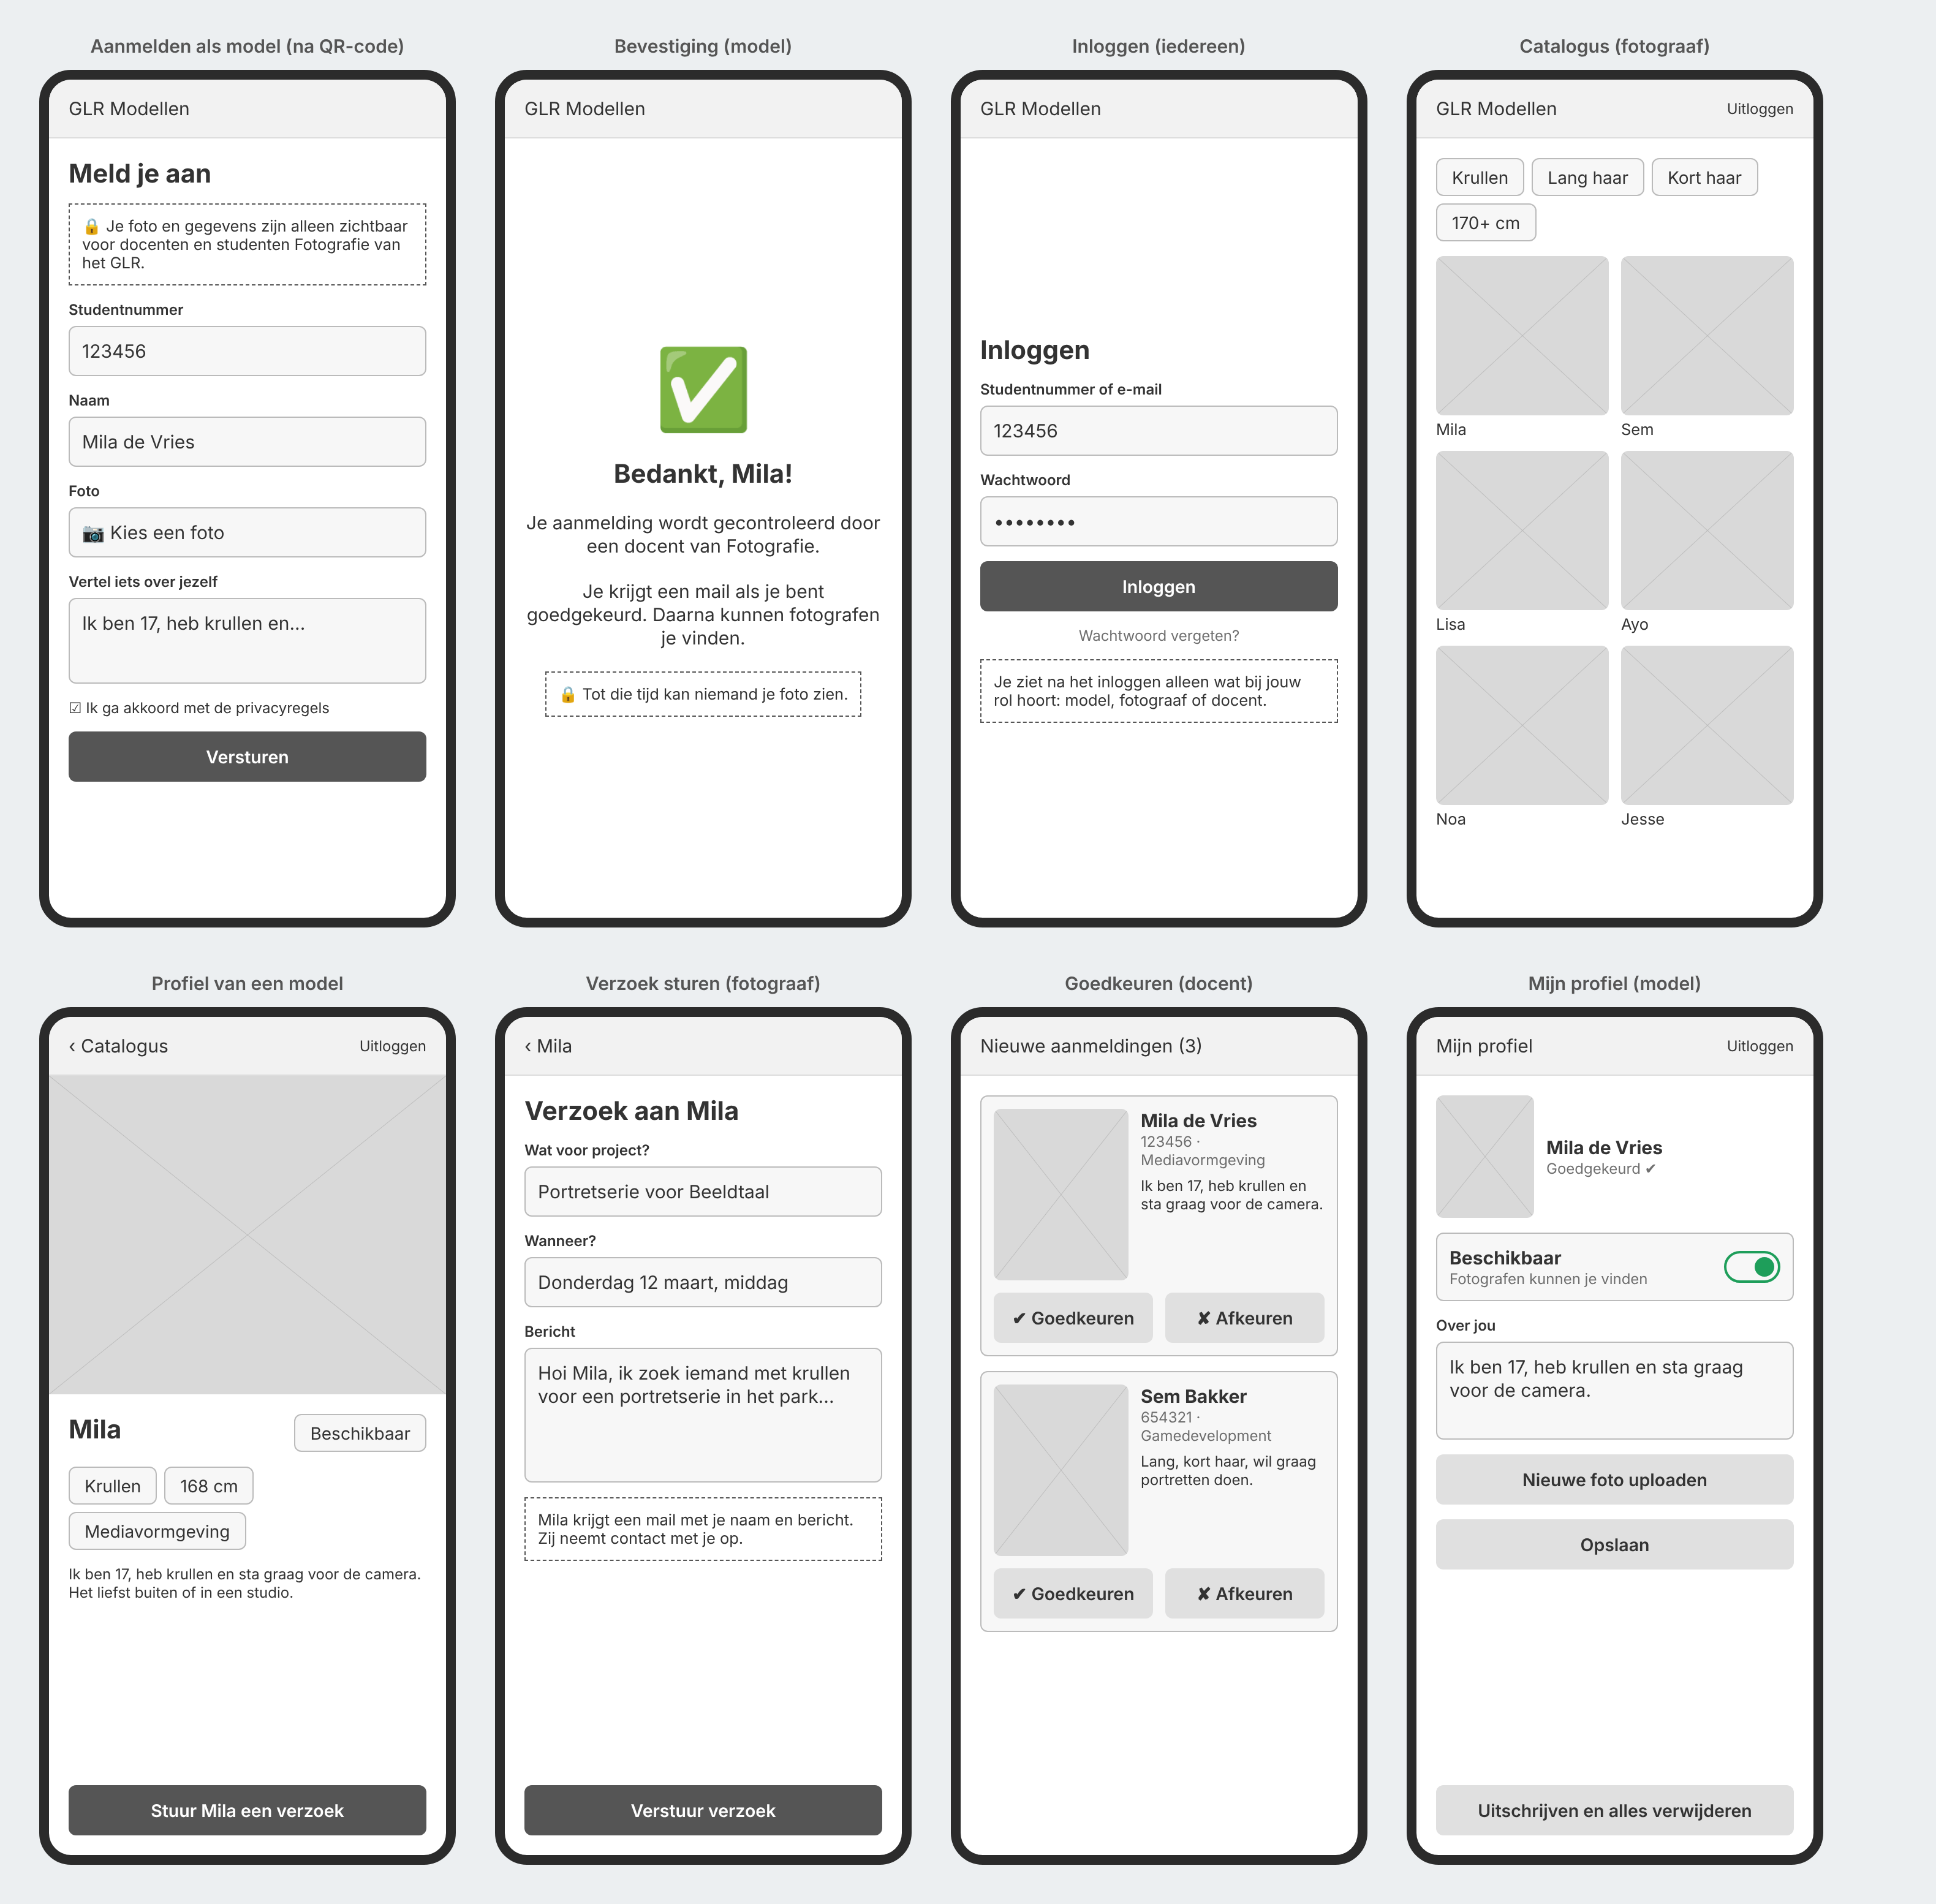 Aanmelden als model (na QR-code)
GLR Modellen
Meld je aan
🔒 Je foto en gegevens zijn alleen zichtbaar
voor docenten en studenten Fotografie van
het GLR.
Studentnummer
123456
Naam
Mila de Vries
Foto
📷 Kies een foto
Vertel iets over jezelf
Ik ben 17, heb krullen en...
☑ Ik ga akkoord met de privacyregels
Versturen
Bevestiging (model)
GLR Modellen
✅
Bedankt, Mila!
Je aanmelding wordt gecontroleerd door
een docent van Fotografie.
Je krijgt een mail als je bent
goedgekeurd. Daarna kunnen fotografen
je vinden.
🔒 Tot die tijd kan niemand je foto zien.
Inloggen (iedereen)
GLR Modellen
Inloggen
Studentnummer of e-mail
123456
Wachtwoord
••••••••
Inloggen
Wachtwoord vergeten?
Je ziet na het inloggen alleen wat bij jouw
rol hoort: model, fotograaf of docent.
Catalogus (fotograaf)
GLR Modellen
Uitloggen
Krullen
Lang haar
Kort haar
170+ cm
Mila
Sem
Lisa
Ayo
Noa
Jesse
Profiel van een model
‹ Catalogus
Uitloggen
Mila
Beschikbaar
Krullen
168 cm
Mediavormgeving
Ik ben 17, heb krullen en sta graag voor de camera.
Het liefst buiten of in een studio.
Stuur Mila een verzoek
Verzoek sturen (fotograaf)
‹ Mila
Verzoek aan Mila
Wat voor project?
Portretserie voor Beeldtaal
Wanneer?
Donderdag 12 maart, middag
Bericht
Hoi Mila, ik zoek iemand met krullen
voor een portretserie in het park...
Mila krijgt een mail met je naam en bericht.
Zij neemt contact met je op.
Verstuur verzoek
Goedkeuren (docent)
Nieuwe aanmeldingen (3)
Mila de Vries
123456 ·
Mediavormgeving
Ik ben 17, heb krullen en
sta graag voor de camera.
✔ Goedkeuren
✘ Afkeuren
Sem Bakker
654321 ·
Gamedevelopment
Lang, kort haar, wil graag
portretten doen.
✔ Goedkeuren
✘ Afkeuren
Mijn profiel (model)
Mijn profiel
Uitloggen
Mila de Vries
Goedgekeurd ✔
Beschikbaar
Fotografen kunnen je vinden
Over jou
Ik ben 17, heb krullen en sta graag
voor de camera.
Nieuwe foto uploaden
Opslaan
Uitschrijven en alles verwijderen